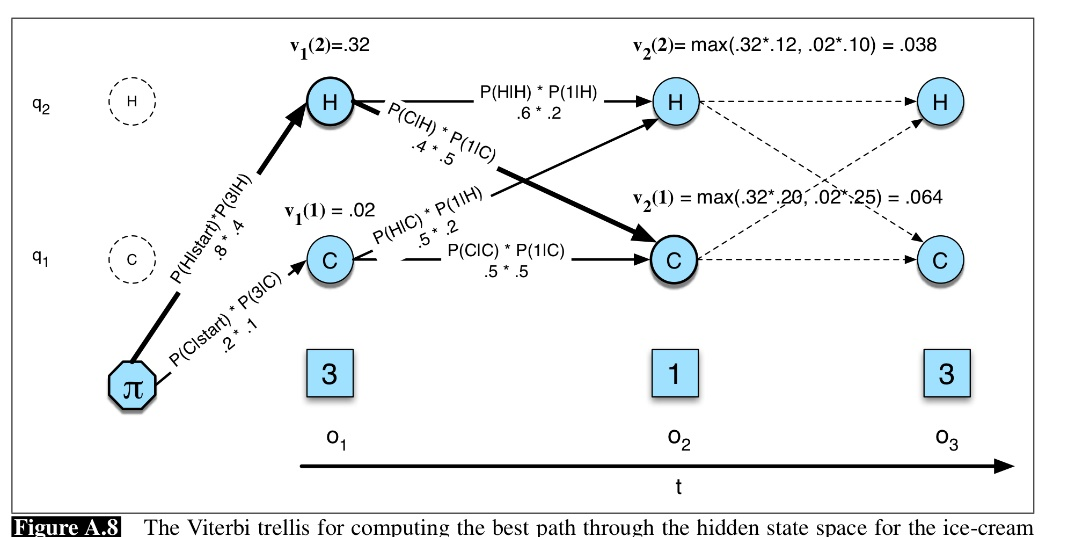 v1(2)=.32
v2(2)= max(.32*.12, .02*.10) = .038
q2
H
H
P(H|H) * P(1|H)
.6 * .2
H
H
P(C|H) * P(1|C)
.4 * .5
P(H|start)*P(3|H)
.8 * .4
v1(1) = .02
v2(1) = max(.32*.20, .02*.25) = .064
P(H|C) * P(1|H)
.5 * .2
q1
C
C
P(C|C) * P(1|C)
.5 * .5
C
C
P(C|start) * P(3|C)
.2 * .1
π
3
1
3
o1
o2
o3
t
Figure A.8 The Viterbi trellis for computing the best path through the hidden state space for the ice-cream